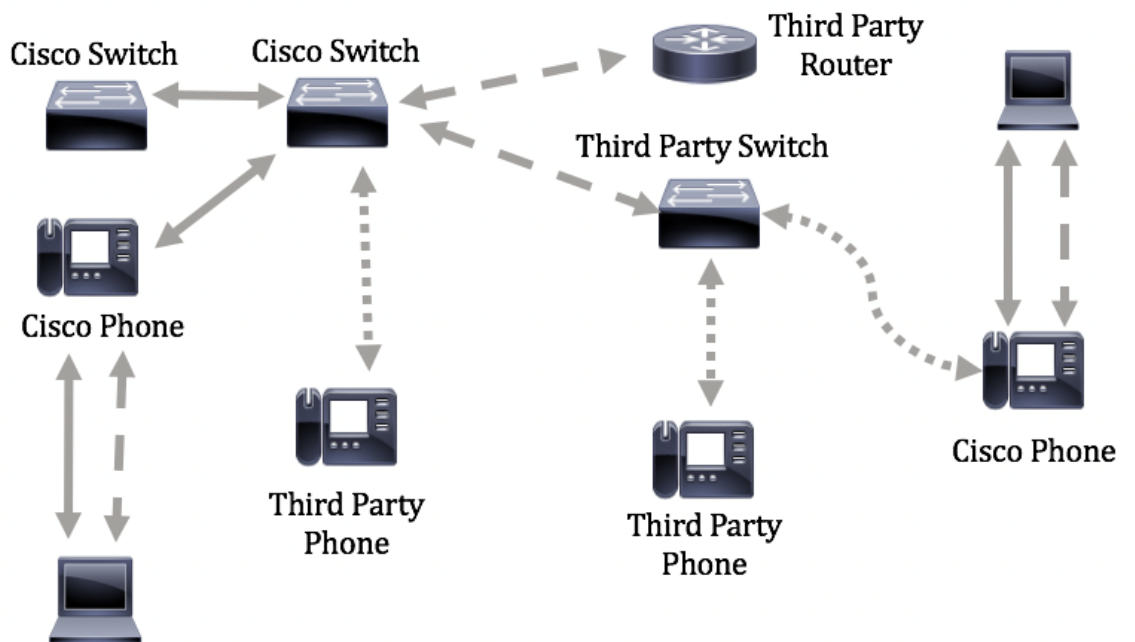 Cisco Switch
Cisco Switch
Third Party
Router
Third Party Switch
Cisco Phone
Third Party
Phone
Third Party
Phone
Cisco Phone